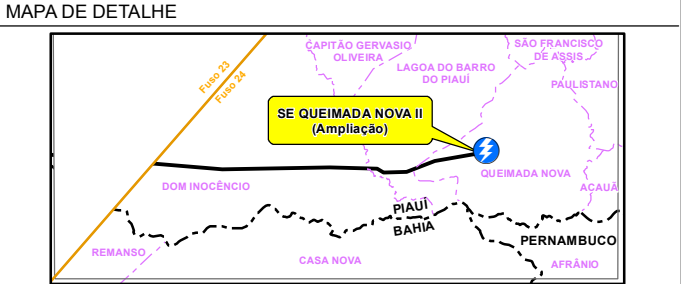 MAPA DE DETALHE
CAPITÃO GERVASIO
OLIVEIRA
SÃO FRANCISCO
DE ASSIS
LAGOA DO BARRO
DO PIAUÍ
PAULISTANO
Fuso 23
Fuso 24
SE QUEIMADA NOVA II
(Ampliação)
QUEIMADA NOVA
DOM INOCÊNCIO
ACAUÃ
PIAUÍ
BAHIA
PERNAMBUCO
REMANSO
CASA NOVA
AFRÂNIO